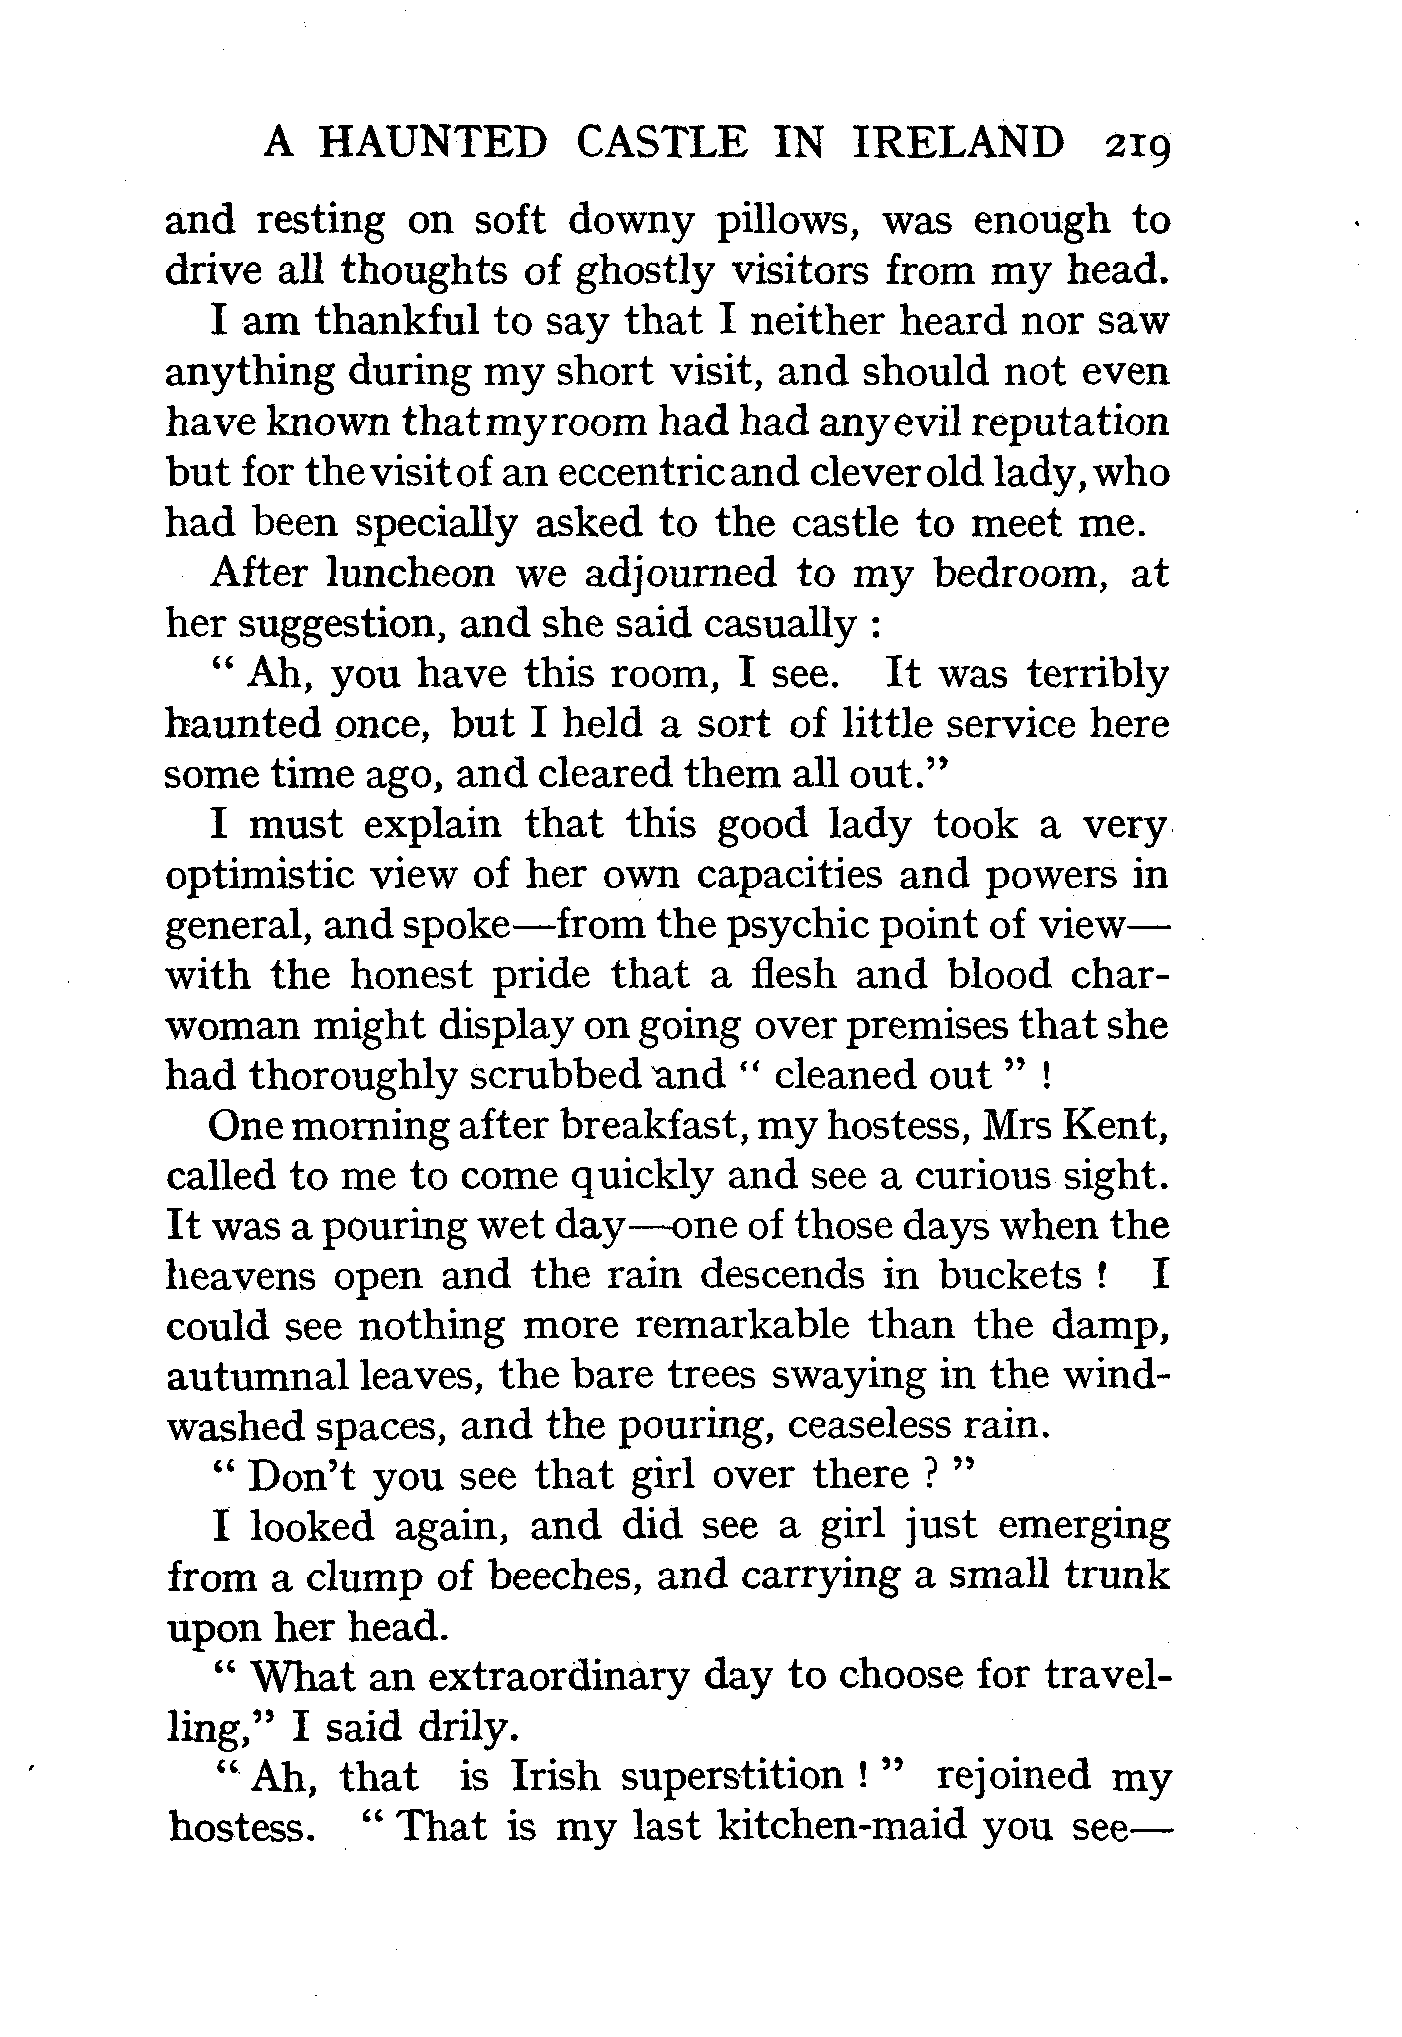 A HAUNTED CASTLE IN IRELAND 219
and resting on soft downy pillows, was enough to
drive all thoughts of ghostly visitors from my head.
I am thankful to say that I neither heard nor saw
anything during my short visit, and should not even
have known that my room had had any evil reputation
but for the visit of an eccentric and clever old lady, who
had been specially asked to the castle to meet me.
After luncheon we adjourned to my bedroom, at
her suggestion, and she said casually :
“ Ah, you have this room, I see. It was terribly
haunted once, but I held a sort of little service here
some time ago, and cleared them all out.”
I must explain that this good lady took a very
optimistic view of her own capacities and powers in
general, and spoke—from the psychic point of view—
with the honest pride that a flesh and blood char-
woman might display on going over premises that she
had thoroughly scrubbed and “ cleaned out ” !
One morning after breakfast, my hostess, Mrs Kent,
called to me to come quickly and see a curious sight.
It was a pouring wet day—one of those days when the
heavens open and the rain descends in buckets ! I
could see nothing more remarkable than the damp,
autumnal leaves, the bare trees swaying in the wind-
washed spaces, and the pouring, ceaseless rain.
“ Don’t you see that girl over there ? ”
I looked again, and did see a girl just emerging
from a clump of beeches, and carrying a small trunk
upon her head.
“ What an extraordinary day to choose for travel-
ling,” I said drily.
“ Ah, that is Irish superstition ! ” rejoined my
hostess. “ That is my last kitchen-maid you see—